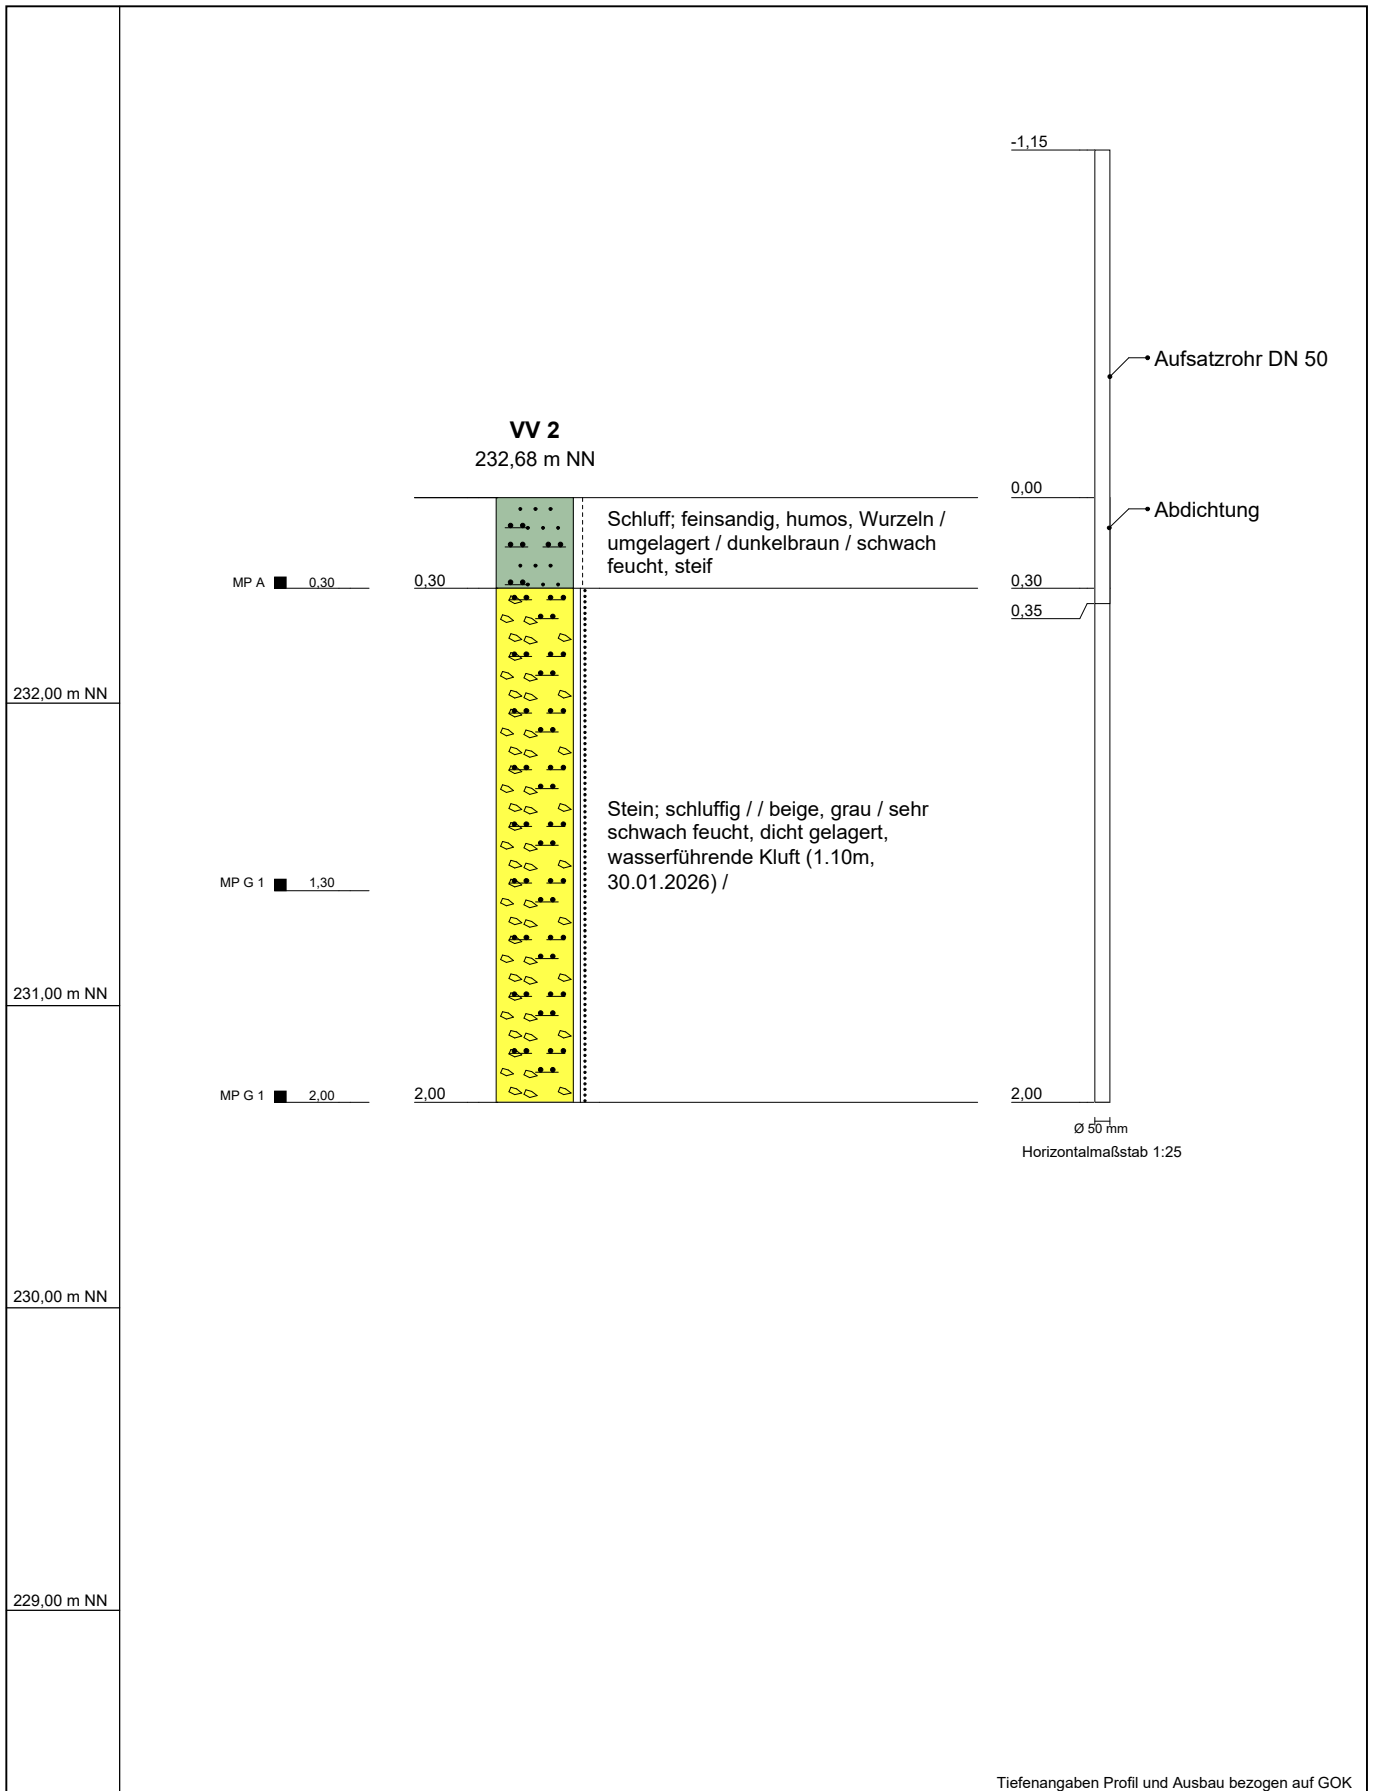 -1,15
Aufsatzrohr DN 50
VV 2
232,68 m NN
0,00
Abdichtung
Schluff; feinsandig, humos, Wurzeln /
umgelagert / dunkelbraun / schwach
feucht, steif
MP A 0,30
0,30
0,30
0,35
232,00 m NN
Stein; schluffig / / beige, grau / sehr
schwach feucht, dicht gelagert,
wasserführende Kluft (1.10m,
30.01.2026) /
MP G 1 1,30
231,00 m NN
MP G 1 2,00
2,00
2,00
Ø 50 mm
Horizontalmaßstab 1:25
230,00 m NN
229,00 m NN
Tiefenangaben Profil und Ausbau bezogen auf GOK